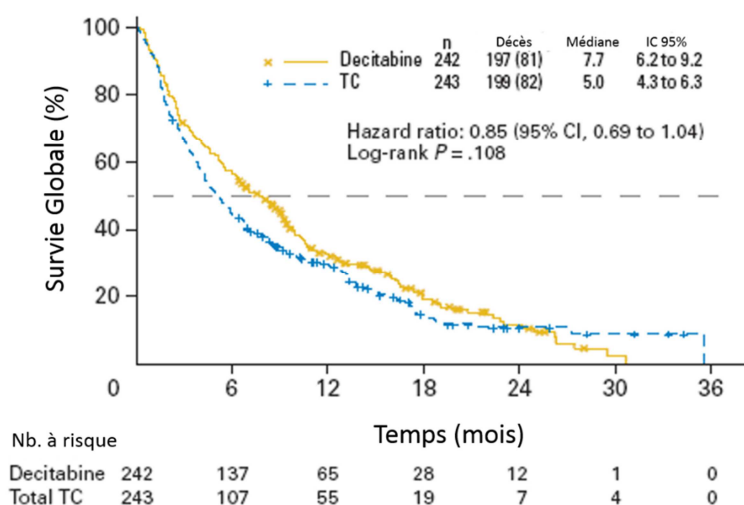 n Décès Médiane IC 95%
Decitabine 242 197 (81) 7.7 6.2 to 9.2
TC 243 199 (82) 5.0 4.3 to 6.3
Hazard ratio: 0.85 (95% CI, 0.69 to 1.04)
Log-rank P = .108
Survie Globale (%)
100
80
60
40
20
0 6 12 18 24 30 36
Temps (mois)
Nb. à risque
Decitabine 242 137 65 28 12 1 0
Total TC 243 107 55 19 7 4 0